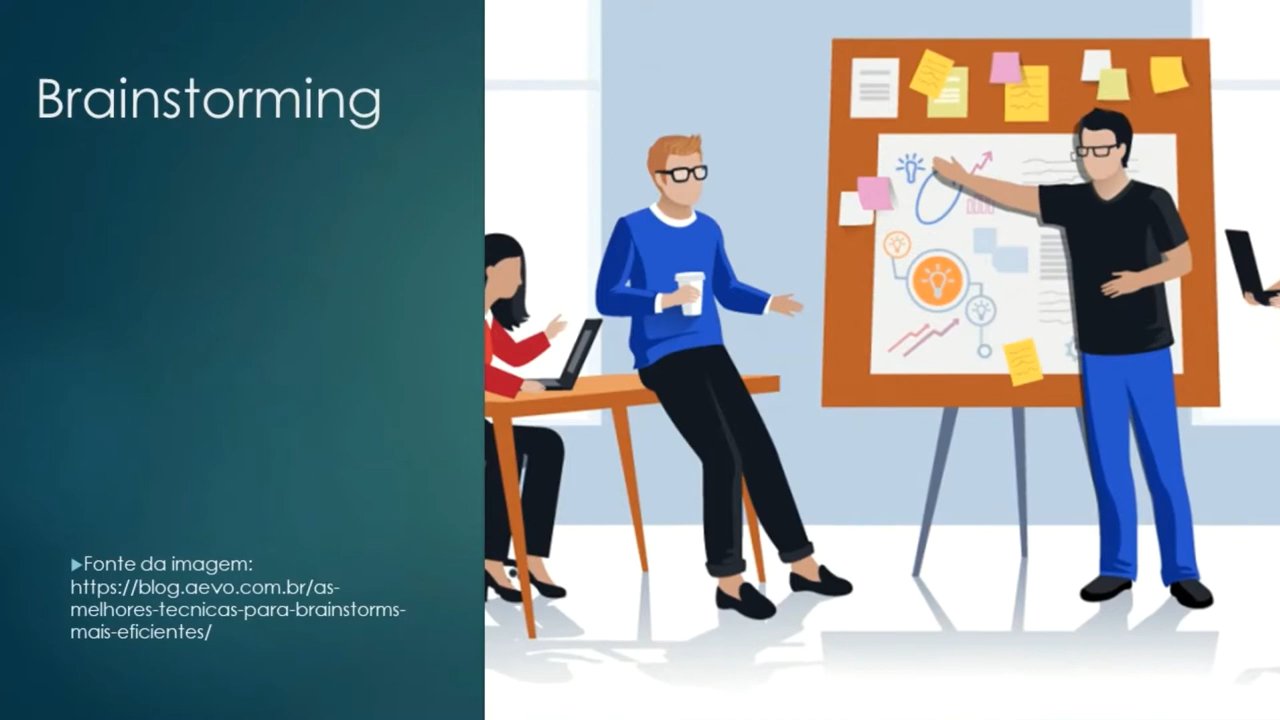 Brainstorming
▶Fonte da imagem:
https://blog.aevo.com.br/as-
melhores-tecnicas-para-brainstorms-
mais-eficientes/